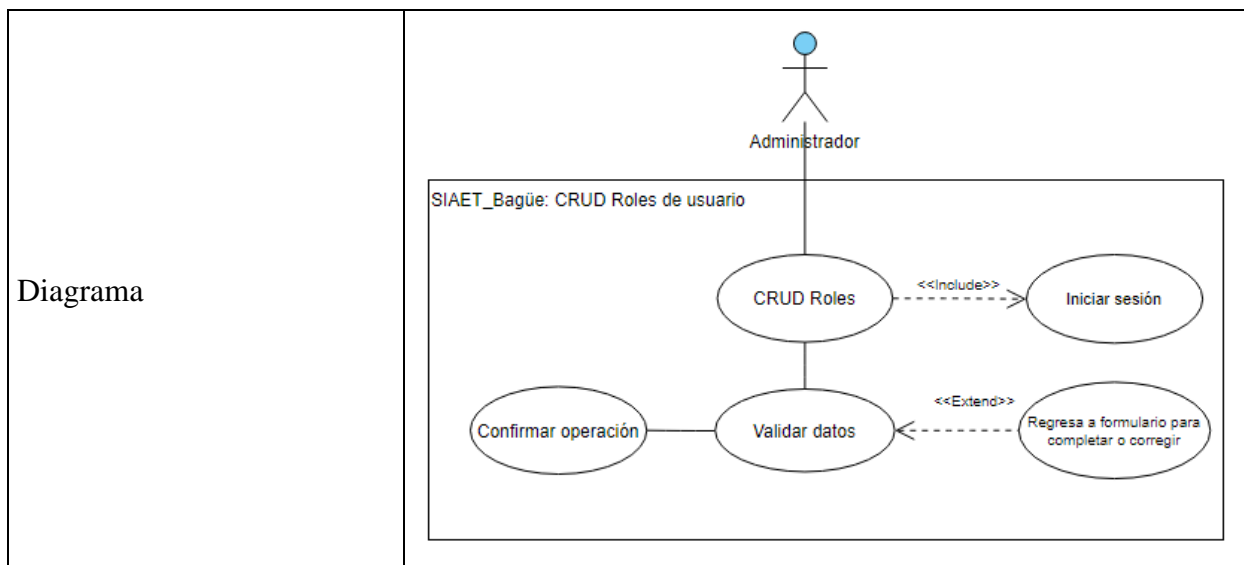 Diagrama
Administrador
SIAET_Bagüe: CRUD Roles de usuario
CRUD Roles
<<Include>>
Iniciar sesión
Confirmar operación
Validar datos
<<Extend>>
Regresa a formulario para
completar o corregir